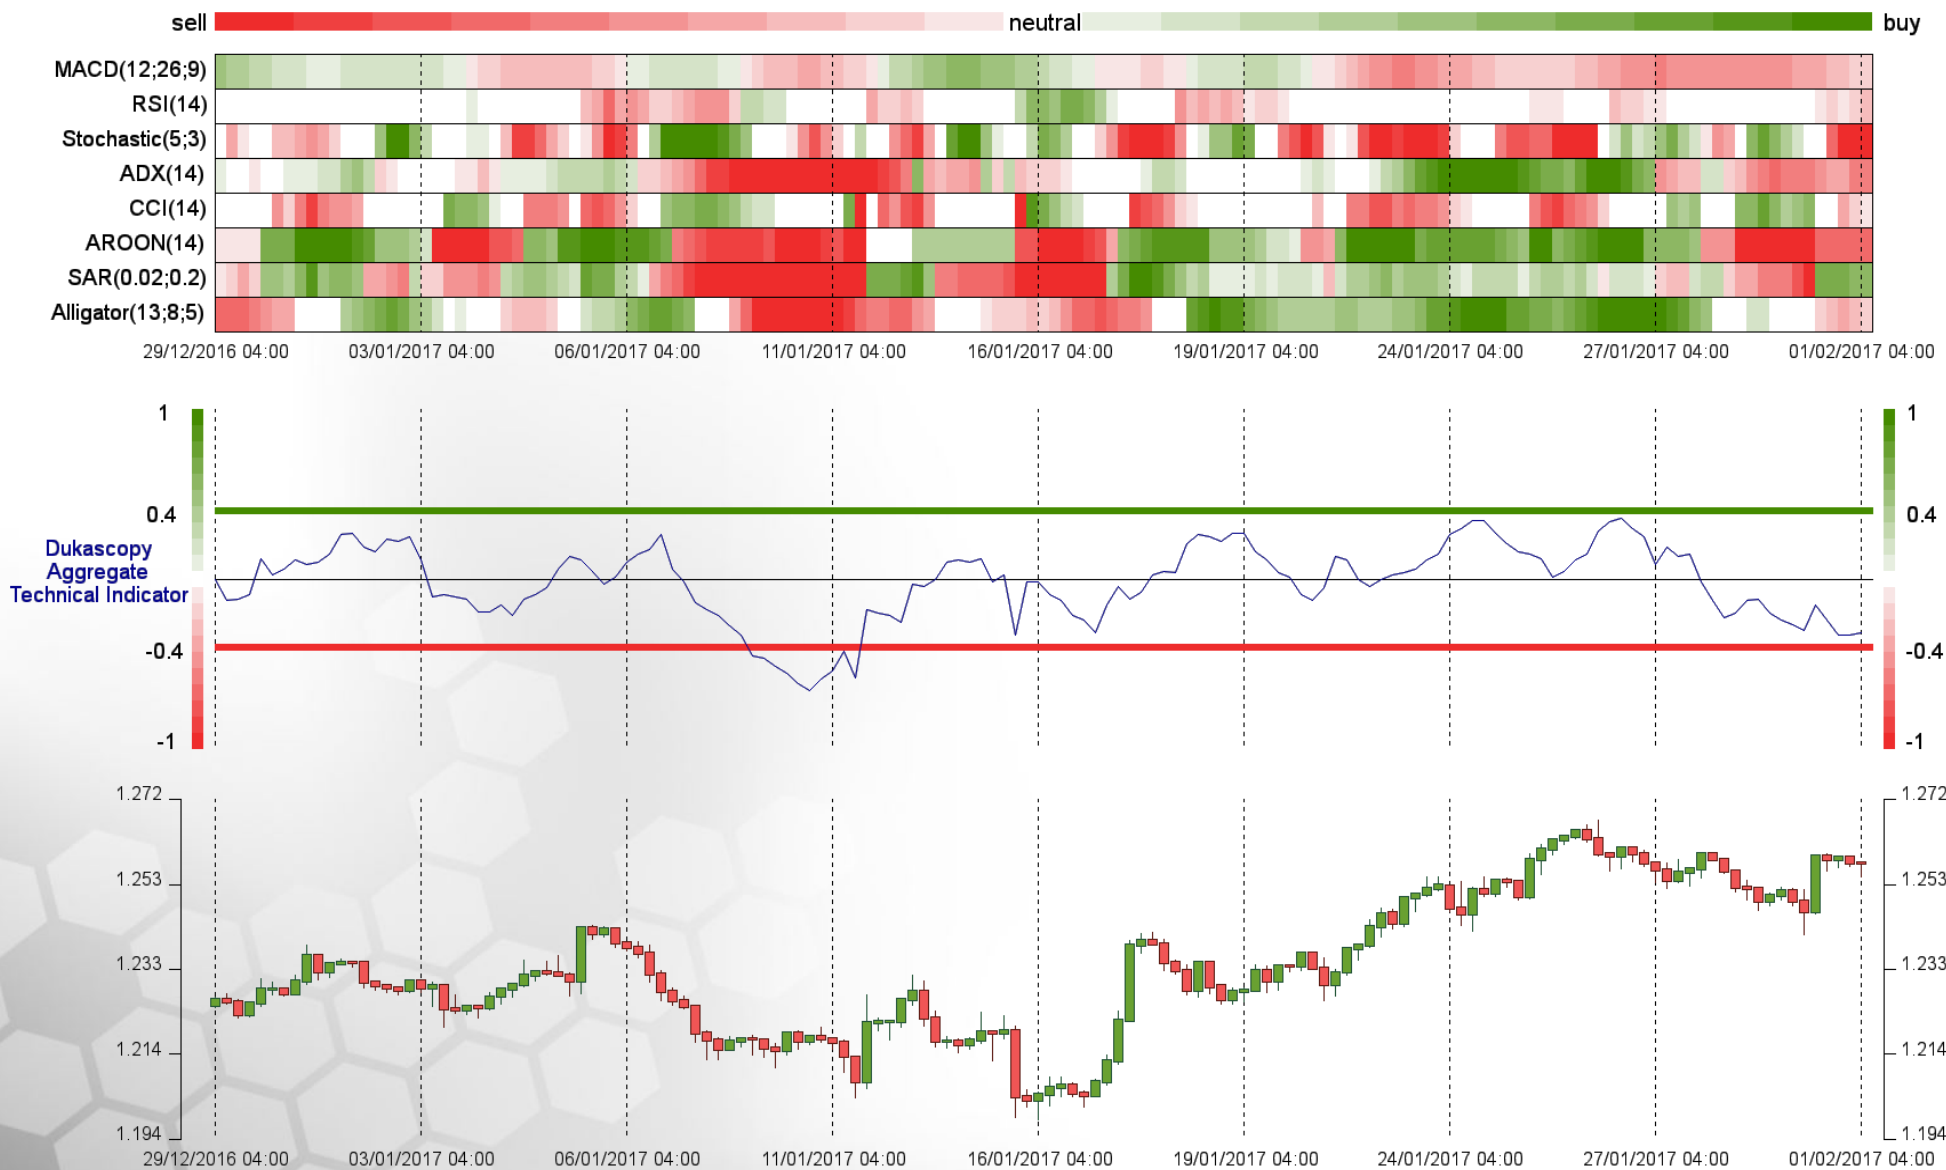 sell neutral buy
MACD(12;26;9)
RSI(14)
Stochastic(5;3)
ADX(14)
CCI(14)
AROON(14)
SAR(0.02;0.2)
Alligator(13;8;5)
29/12/2016 04:00 03/01/2017 04:00 06/01/2017 04:00 11/01/2017 04:00 16/01/2017 04:00 19/01/2017 04:00 24/01/2017 04:00 27/01/2017 04:00 01/02/2017 04:00
1 1
0.4 0.4
Dukascopy
Aggregate
Technical Indicator
-0.4 -0.4
-1 -1
1.272 1.272
1.253 1.253
1.233 1.233
1.214 1.214
1.194 1.194
29/12/2016 04:00 03/01/2017 04:00 06/01/2017 04:00 11/01/2017 04:00 16/01/2017 04:00 19/01/2017 04:00 24/01/2017 04:00 27/01/2017 04:00 01/02/2017 04:00